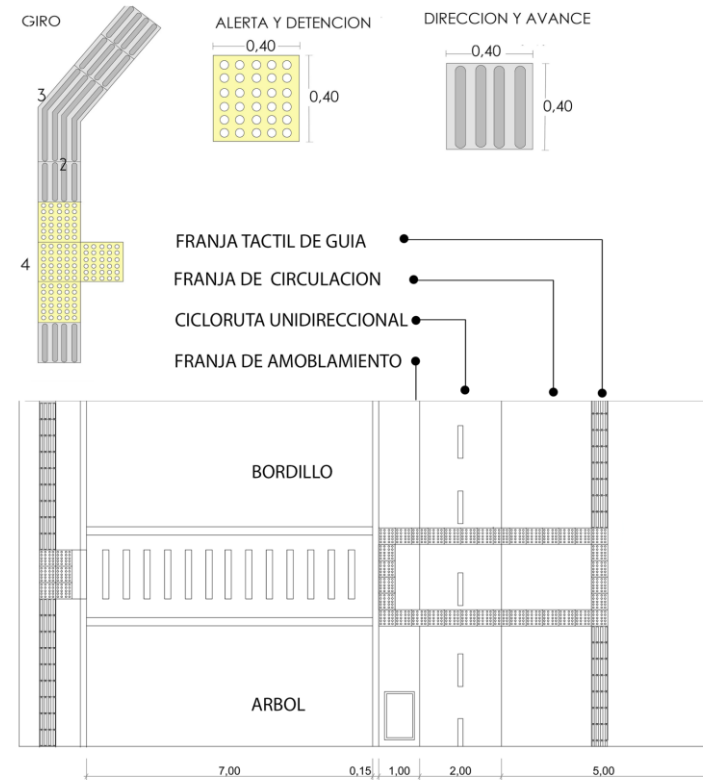 GIRO
ALERTA Y DETENCION
DIRECCION Y AVANCE
0,40
0,40
0,40
0,40
3
2
4
FRANJA TACTIL DE GUIA
FRANJA DE CIRCULACION
CICLORUTA UNIDIRECCIONAL
FRANJA DE AMOBLAMIENTO
BORDILLO
ARBOL
7,00 0,15 1,00 2,00 5,00